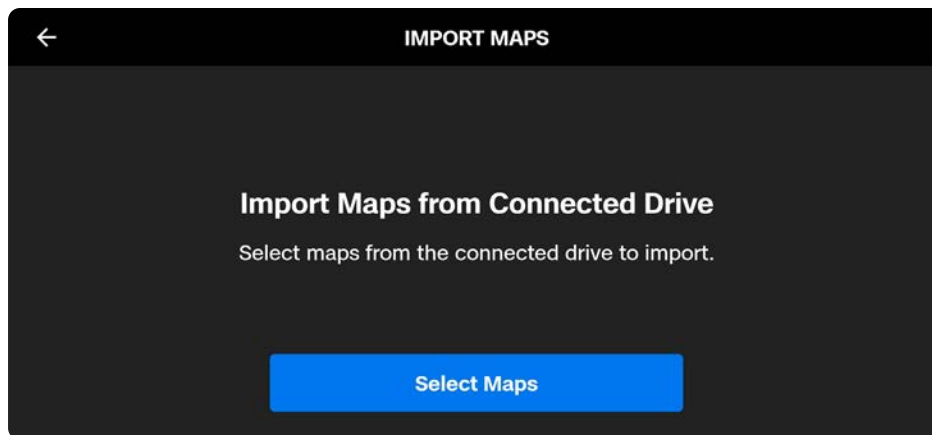 IMPORT MAPS
Import Maps from Connected Drive
Select maps from the connected drive to import.
Select Maps